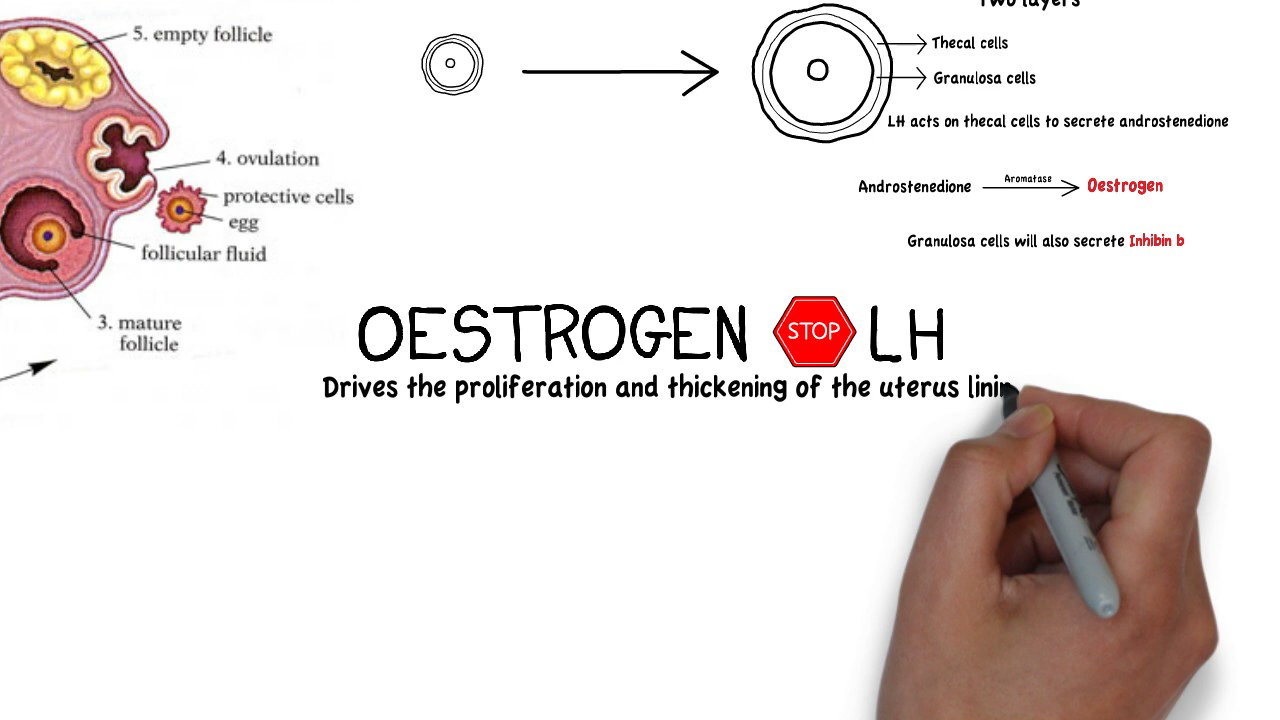 Two layers
5. empty follicle
Thecal cells
Granulosa cells
LH acts on thecal cells to secrete androstenedione
4. ovulation
protective cells
egg
follicular fluid
Androstenedione
Aromatase
Oestrogen
Granulosa cells will also secrete Inhibin b
3. mature
follicle
OESTROGEN STOP LH
Drives the proliferation and thickening of the uterus linin